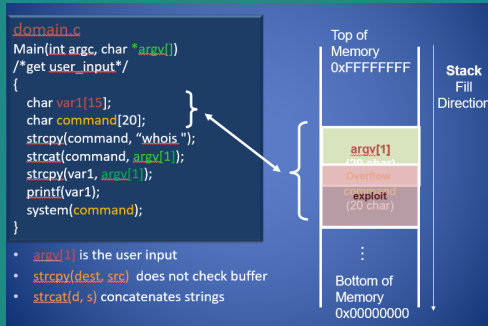 domain.c
Main(int argc, char *argv[])
/*get user_input*/
{
char var1[15];
char command[20];
strcpy(command, “whois ");
strcat(command, argv[1]);
strcpy(var1, argv[1]);
printf(var1);
system(command);
}
• argv[1] is the user input
• strcpy(dest, src) does not check buffer
• strcat(d, s) concatenates strings
Top of
Memory
0xFFFFFFFF
Stack
Fill
Direction
argv[1]
(20 char)
Overflow
command
exploit
(20 char)
⋮
Bottom of
Memory
0x00000000